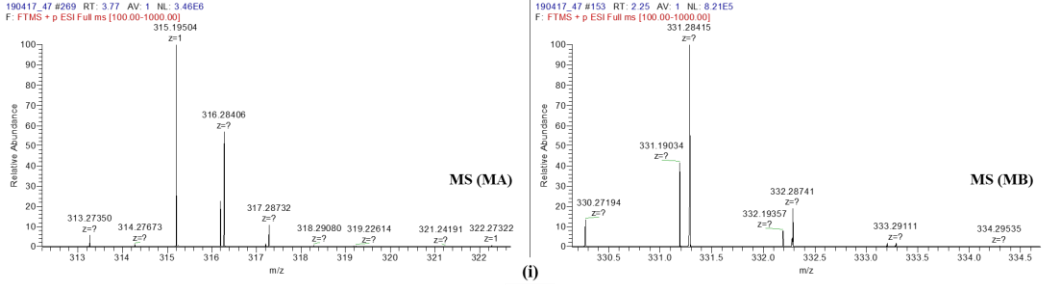 190417_47 #269 RT: 3.77 AV: 1 NL: 3.46E6
F: FTMS + p ESI Full ms [100.00-1000.00]
315.19504
z=1
100
90
80
70
60
50
40
30
20
10
0
Relative Abundance
316.28406
z=?
MS (MA)
313.27350
z=?
314.27673
z=?
317.28732
z=?
318.29080
z=?
319.22614
z=?
321.24191
z=?
322.27322
z=1
313 314 315 316 317 318 319 320 321 322
m/z
190417_47 #153 RT: 2.25 AV: 1 NL: 8.21E5
F: FTMS + p ESI Full ms [100.00-1000.00]
331.28415
z=?
100
90
80
70
60
50
40
30
20
10
0
Relative Abundance
331.19034
z=?
MS (MB)
330.27194
z=?
332.28741
z=?
332.19357
z=?
333.29111
z=?
334.29535
z=?
330.5 331.0 331.5 332.0 332.5 333.0 333.5 334.0 334.5
m/z
(i)